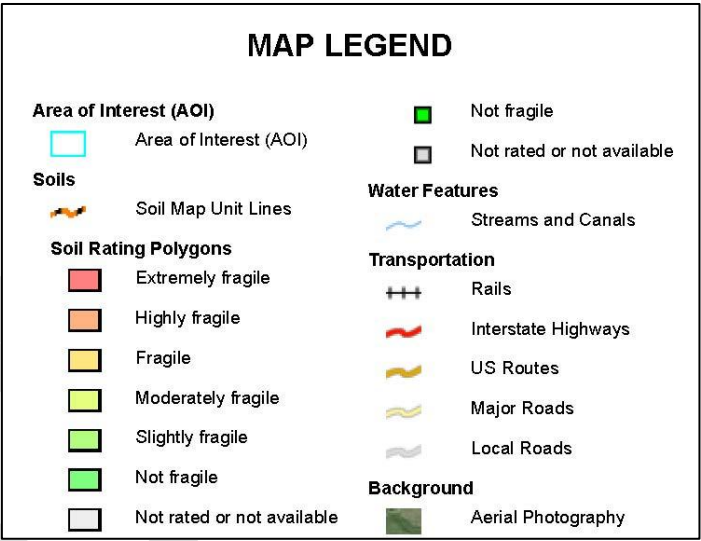 MAP LEGEND
Area of Interest (AOI)
Area of Interest (AOI)
Soils
Soil Map Unit Lines
Soil Rating Polygons
Extremely fragile
Highly fragile
Fragile
Moderately fragile
Slightly fragile
Not fragile
Not rated or not available
Not fragile
Not rated or not available
Water Features
Streams and Canals
Transportation
Rails
Interstate Highways
US Routes
Major Roads
Local Roads
Background
Aerial Photography